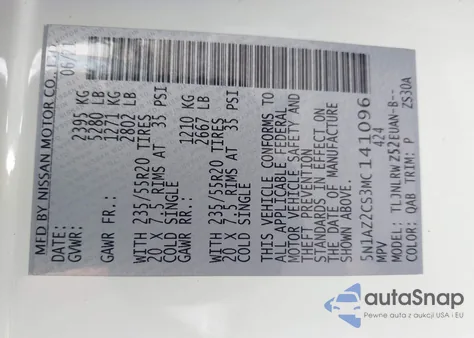 MFD BY NISSAN MOTOR CO.,
DATE: 06/21
GVWR: 2395 KG
5280 LB
GAWR FR.: 1271 KG
2802 LB
WITH 235/55R20 TIRES
20 X 7.5 RIMS AT 35 PSI
COLD SINGLE
GAWR RR.: 1210 KG
2667 LB
WITH 235/55R20 TIRES
20 X 7.5 RIMS AT 35 PSI
COLD SINGLE
THIS VEHICLE CONFORMS TO
ALL APPLICABLE FEDERAL
MOTOR VEHICLE SAFETY AND
THEFT PREVENTION
STANDARDS IN EFFECT ON
THE DATE OF MANUFACTURE
SHOWN ABOVE.
5N1AZ2CS3MC141096
MPV 424
MODEL: TLJNLRWZ52EUAN-B--
COLOR: QAB TRIM: P ZS30A
autoSnap
Pewne auta z aukcji USA i EU